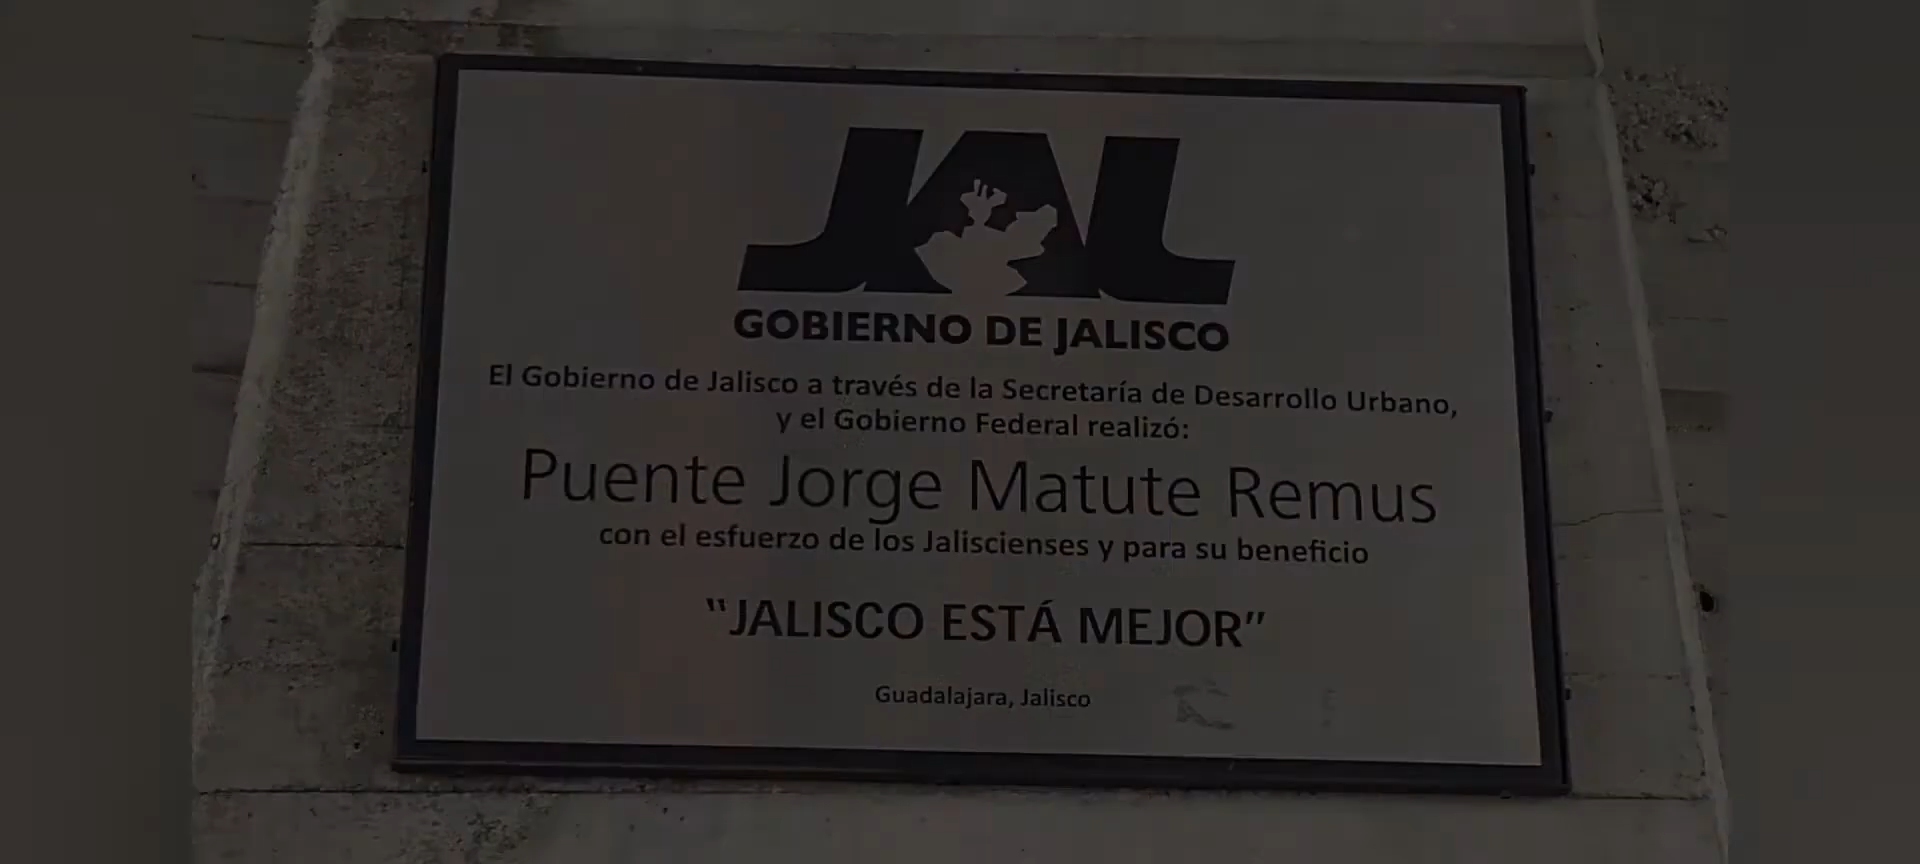 JAL
GOBIERNO DE JALISCO
El Gobierno de Jalisco a través de la Secretaría de Desarrollo Urbano,
y el Gobierno Federal realizó:
Puente Jorge Matute Remus
con el esfuerzo de los Jaliscienses y para su beneficio
"JALISCO ESTÁ MEJOR"
Guadalajara, Jalisco